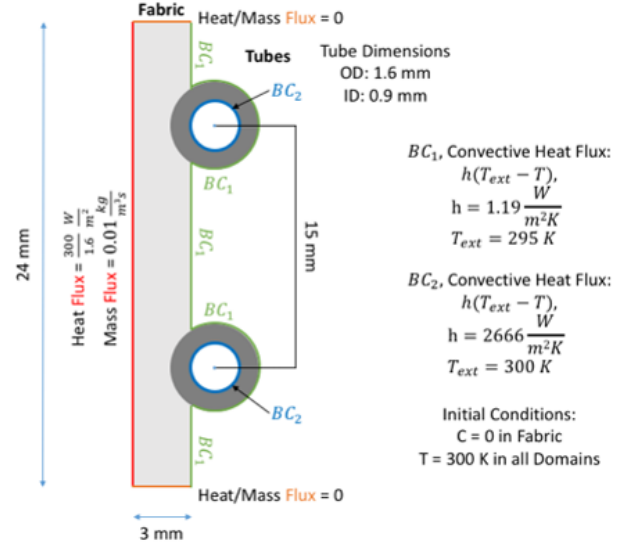 Fabric
Heat/Mass Flux = 0
BC₁
Tubes
Tube Dimensions
OD: 1.6 mm
ID: 0.9 mm
BC₂
BC₁
24 mm
Heat Flux = 300/1.6 W/m²
Mass Flux = 0.01 kg/m³s
BC₁
15 mm
BC₁
BC₂
BC₁
Heat/Mass Flux = 0
3 mm
BC₁, Convective Heat Flux:
h(Tₑₓₜ − T),
h = 1.19 W/m²K
Tₑₓₜ = 295 K
BC₂, Convective Heat Flux:
h(Tₑₓₜ − T),
h = 2666 W/m²K
Tₑₓₜ = 300 K
Initial Conditions:
C = 0 in Fabric
T = 300 K in all Domains